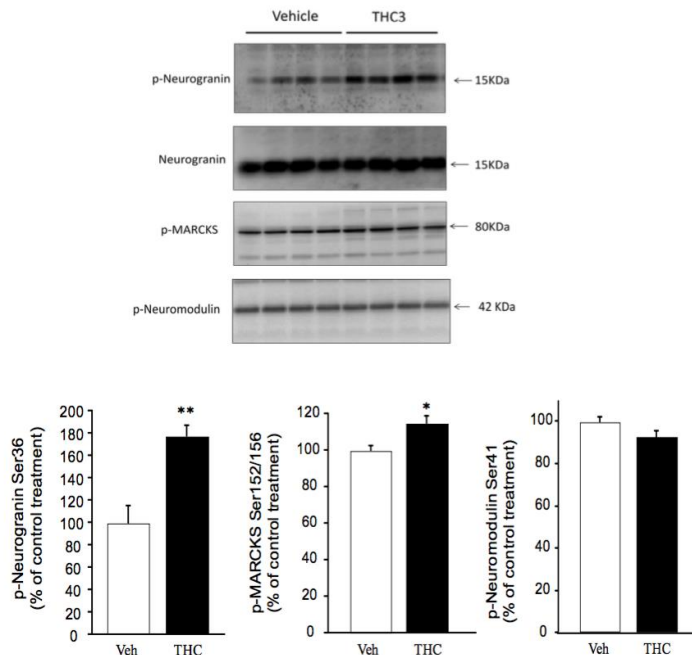 Vehicle THC3
p-Neurogranin 15KDa
Neurogranin 15KDa
p-MARCKS 80KDa
p-Neuromodulin 42 KDa
p-Neurogranin Ser36
(% of control treatment)
200
180
160
140
120
100
80
60
40
20
0
**
Veh THC
p-MARCKS Ser152/156
(% of control treatment)
120
100
80
60
40
20
0
*
Veh THC
p-Neuromodulin Ser41
(% of control treatment)
100
80
60
40
20
0
Veh THC